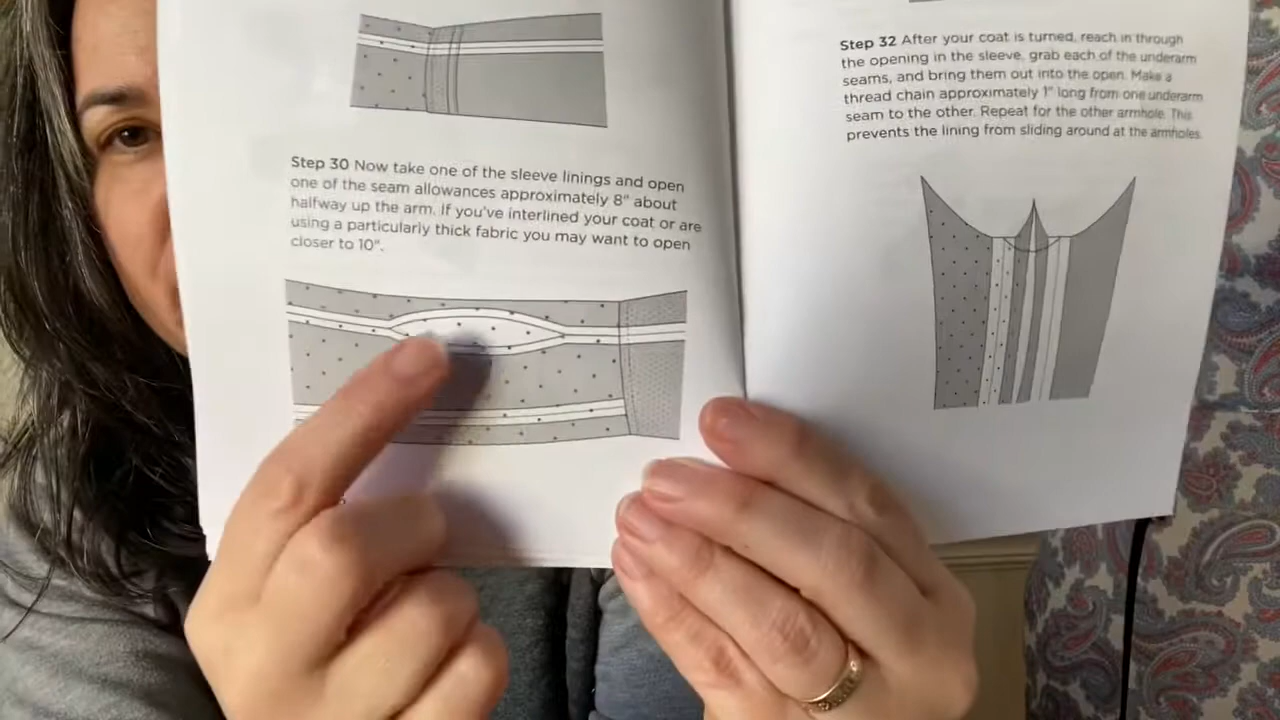 Step 30 Now take one of the sleeve linings and open
one of the seam allowances approximately 8" about
halfway up the arm. If you've interlined your coat or are
using a particularly thick fabric you may want to open
closer to 10".
Step 32 After your coat is turned, reach in through
the opening in the sleeve, grab each of the underarm
seams, and bring them out into the open. Make a
thread chain approximately 1" long from one underarm
seam to the other. Repeat for the other armhole. This
prevents the lining from sliding around at the armholes.